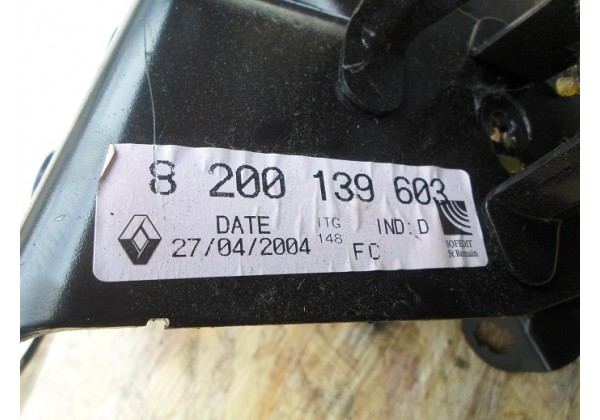 8 200 139 603
DATE ITG IND: D
27/04/2004 148 FC
SOFEDIT
St Romain